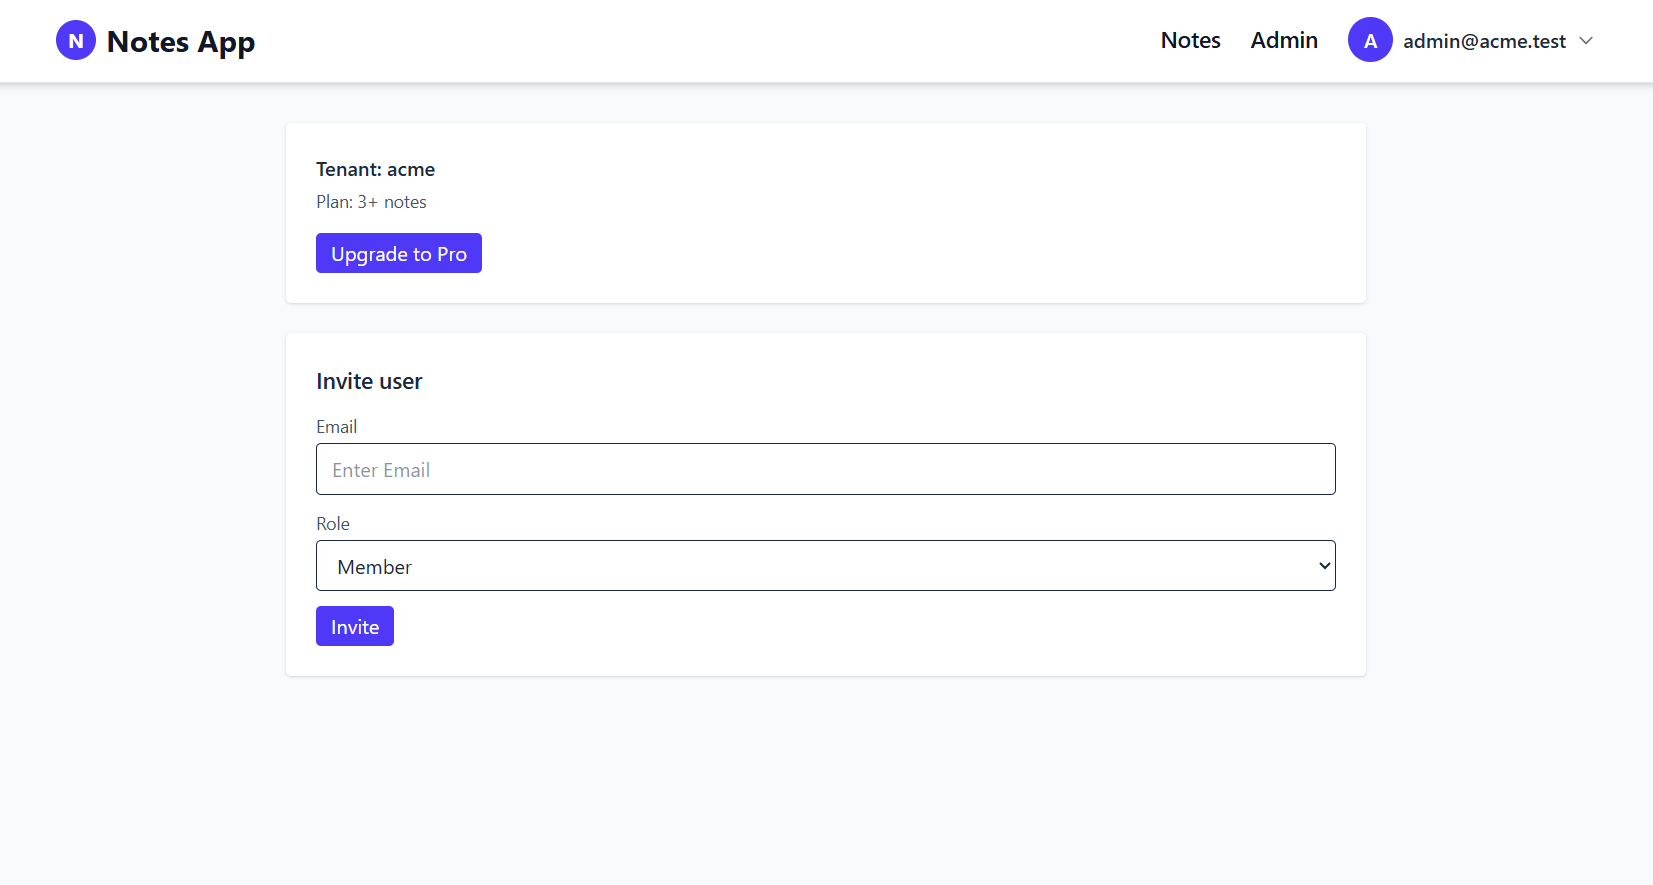 N Notes App
Notes Admin A admin@acme.test
Tenant: acme
Plan: 3+ notes
Upgrade to Pro
Invite user
Email
Enter Email
Role
Member
Invite